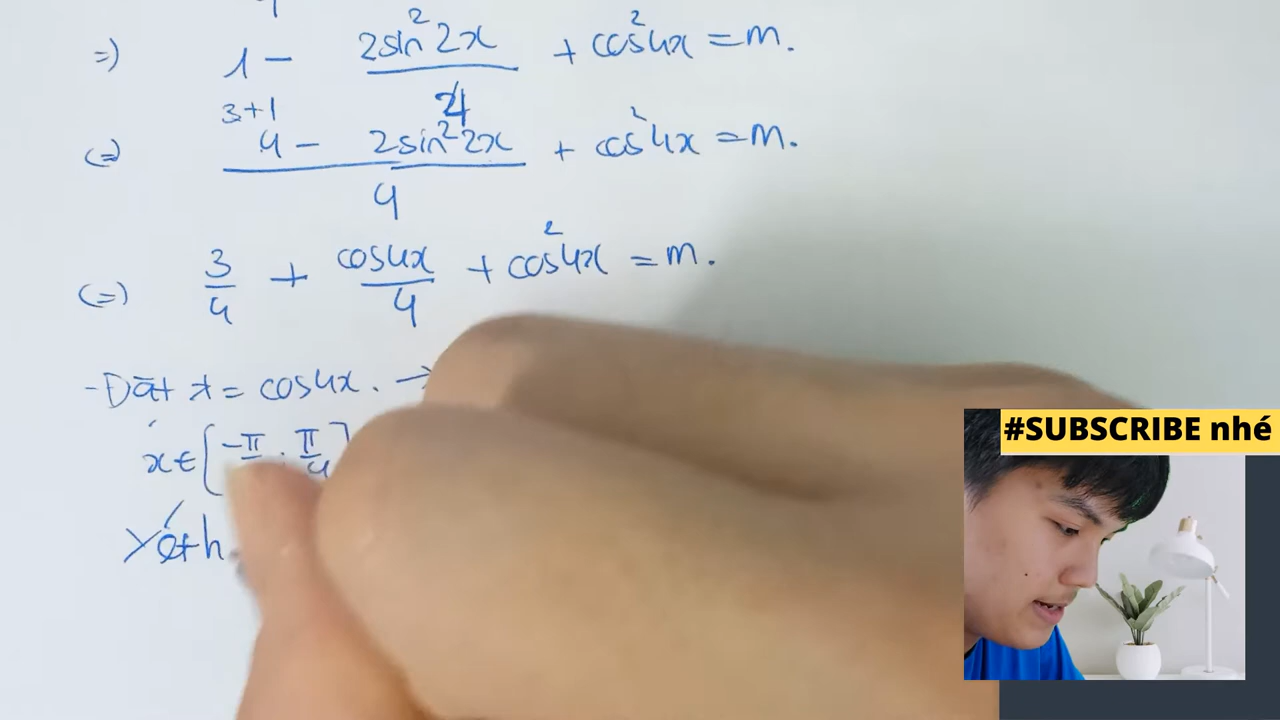 =) 1 - 2sin²2x / 4 + cos²4x = m.
3+1
(=) 4 - 2sin²2x / 4 + cos²4x = m.
(=) 3/4 + cos4x / 4 + cos²4x = m.
- Đặt t = cos4x. →
x ∈ [-π ; π/4]
#SUBSCRIBE nhé